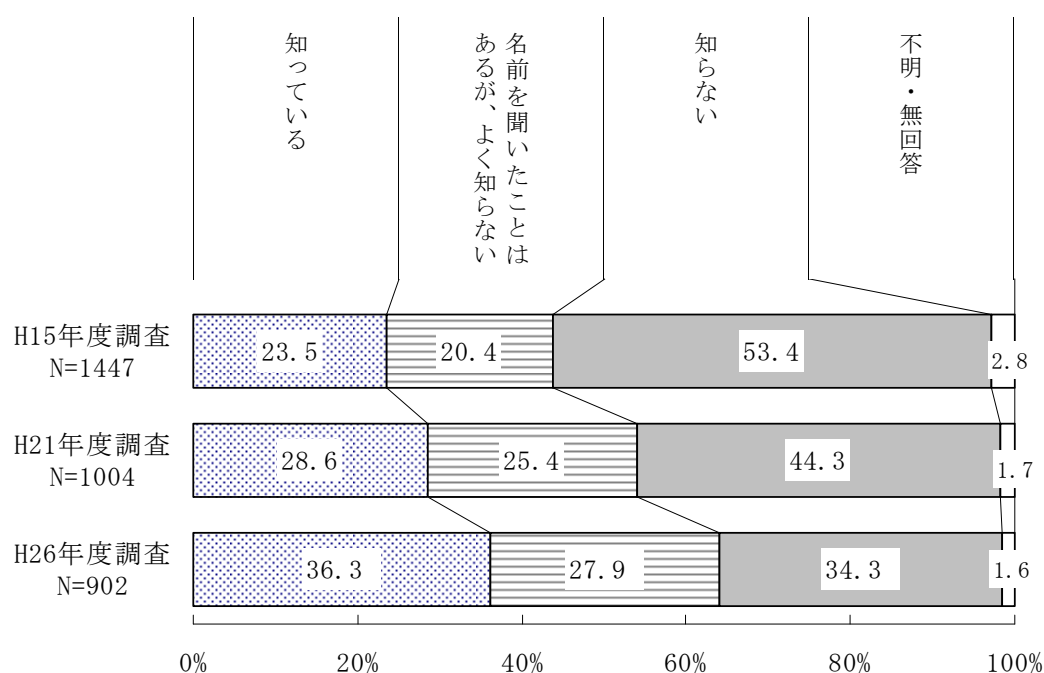 知っている
名前を聞いたことは
あるが、よく知らない
知らない
不明・無回答
H15年度調査
N=1447
23.5
20.4
53.4
2.8
H21年度調査
N=1004
28.6
25.4
44.3
1.7
H26年度調査
N=902
36.3
27.9
34.3
1.6
0%
20%
40%
60%
80%
100%